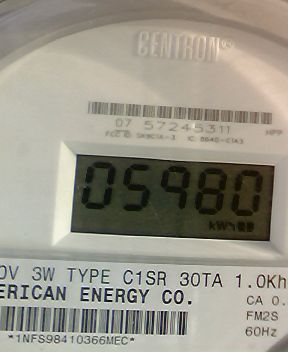 CENTRON®
07 57245311
05980
kWh
0V 3W TYPE C1SR 30TA 1.0Kh
ERICAN ENERGY CO.
CA 0.
FM2S
60Hz
*1NFS98410366MEC*